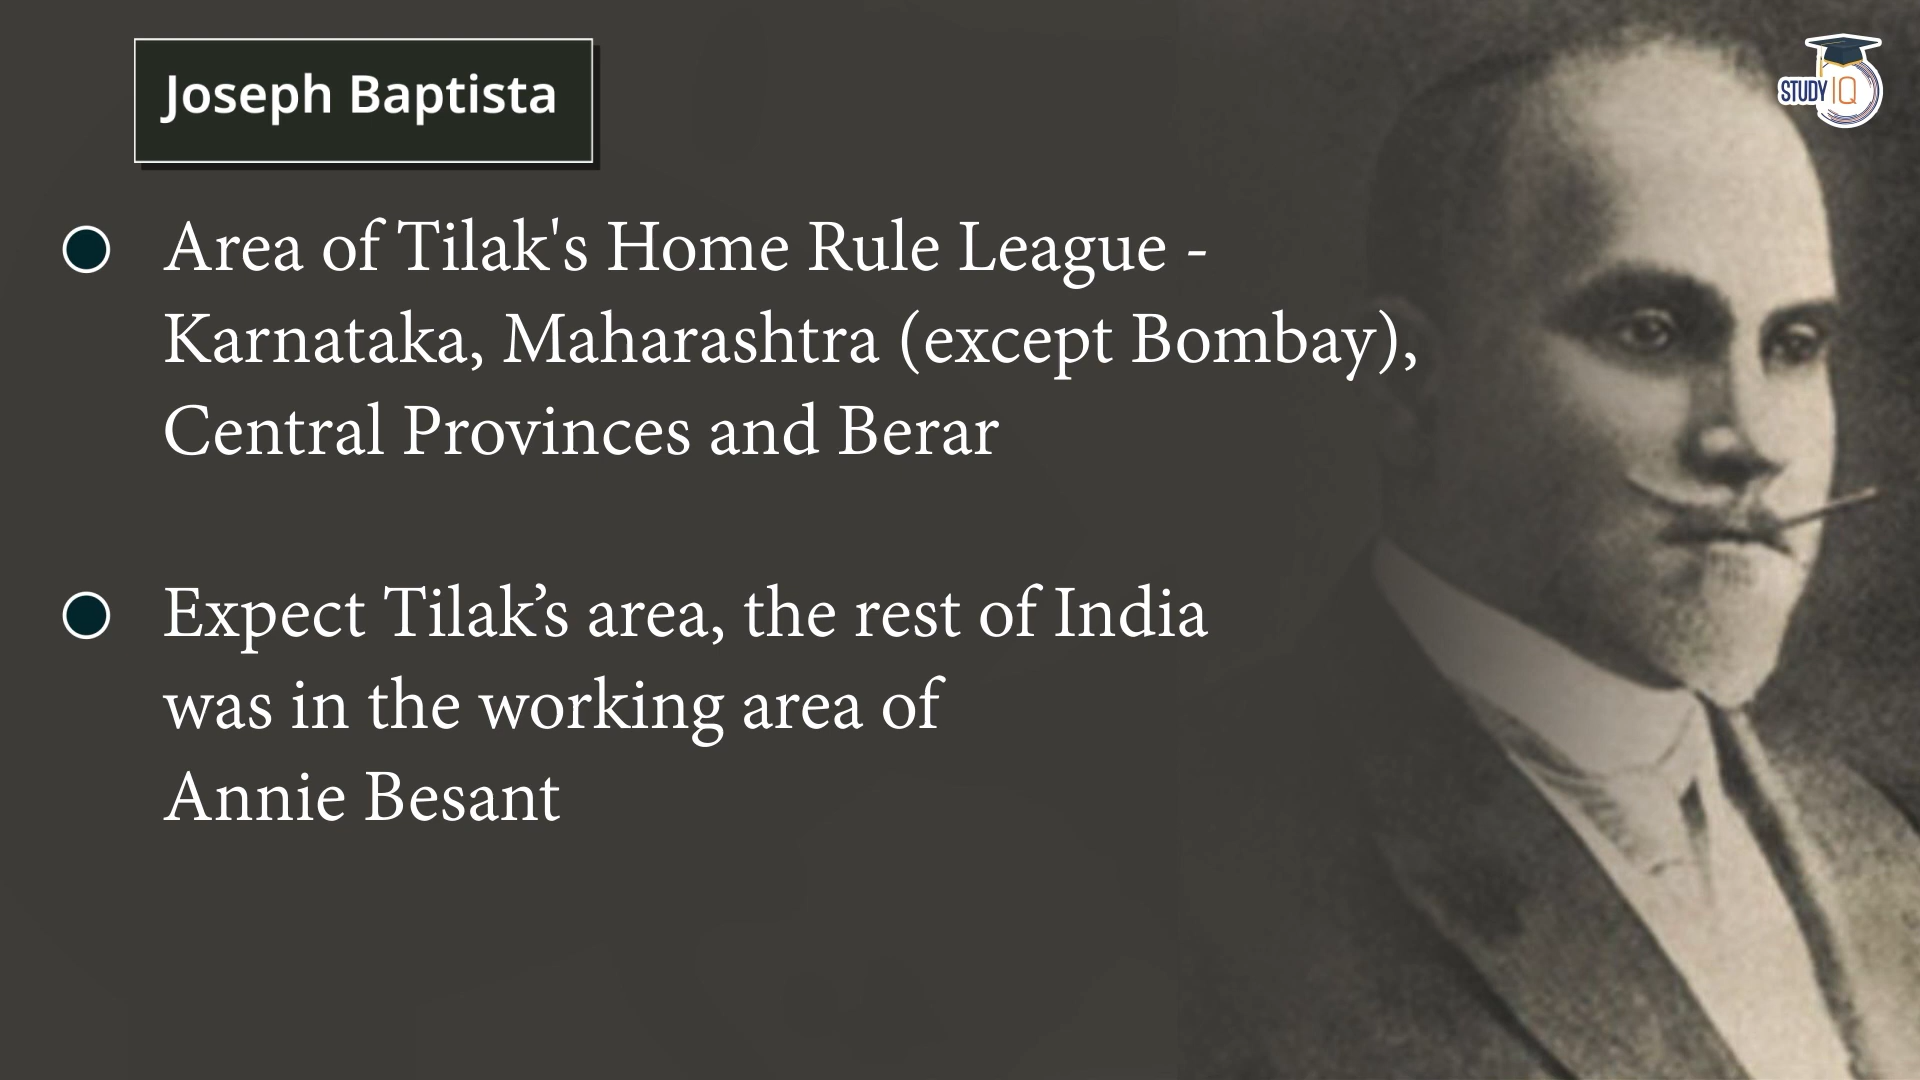 Joseph Baptista
STUDY IQ
Area of Tilak's Home Rule League -
Karnataka, Maharashtra (except Bombay),
Central Provinces and Berar
Expect Tilak’s area, the rest of India
was in the working area of
Annie Besant